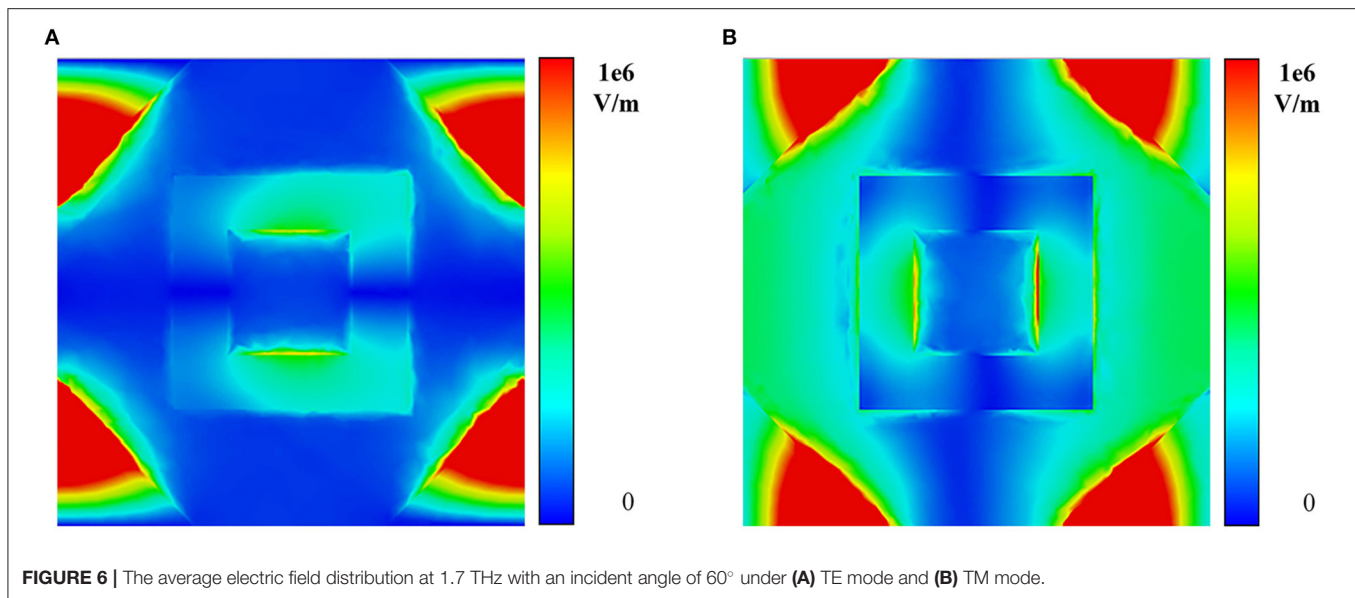 A
B
1e6
V/m
0
1e6
V/m
0
FIGURE 6 | The average electric field distribution at 1.7 THz with an incident angle of 60° under (A) TE mode and (B) TM mode.